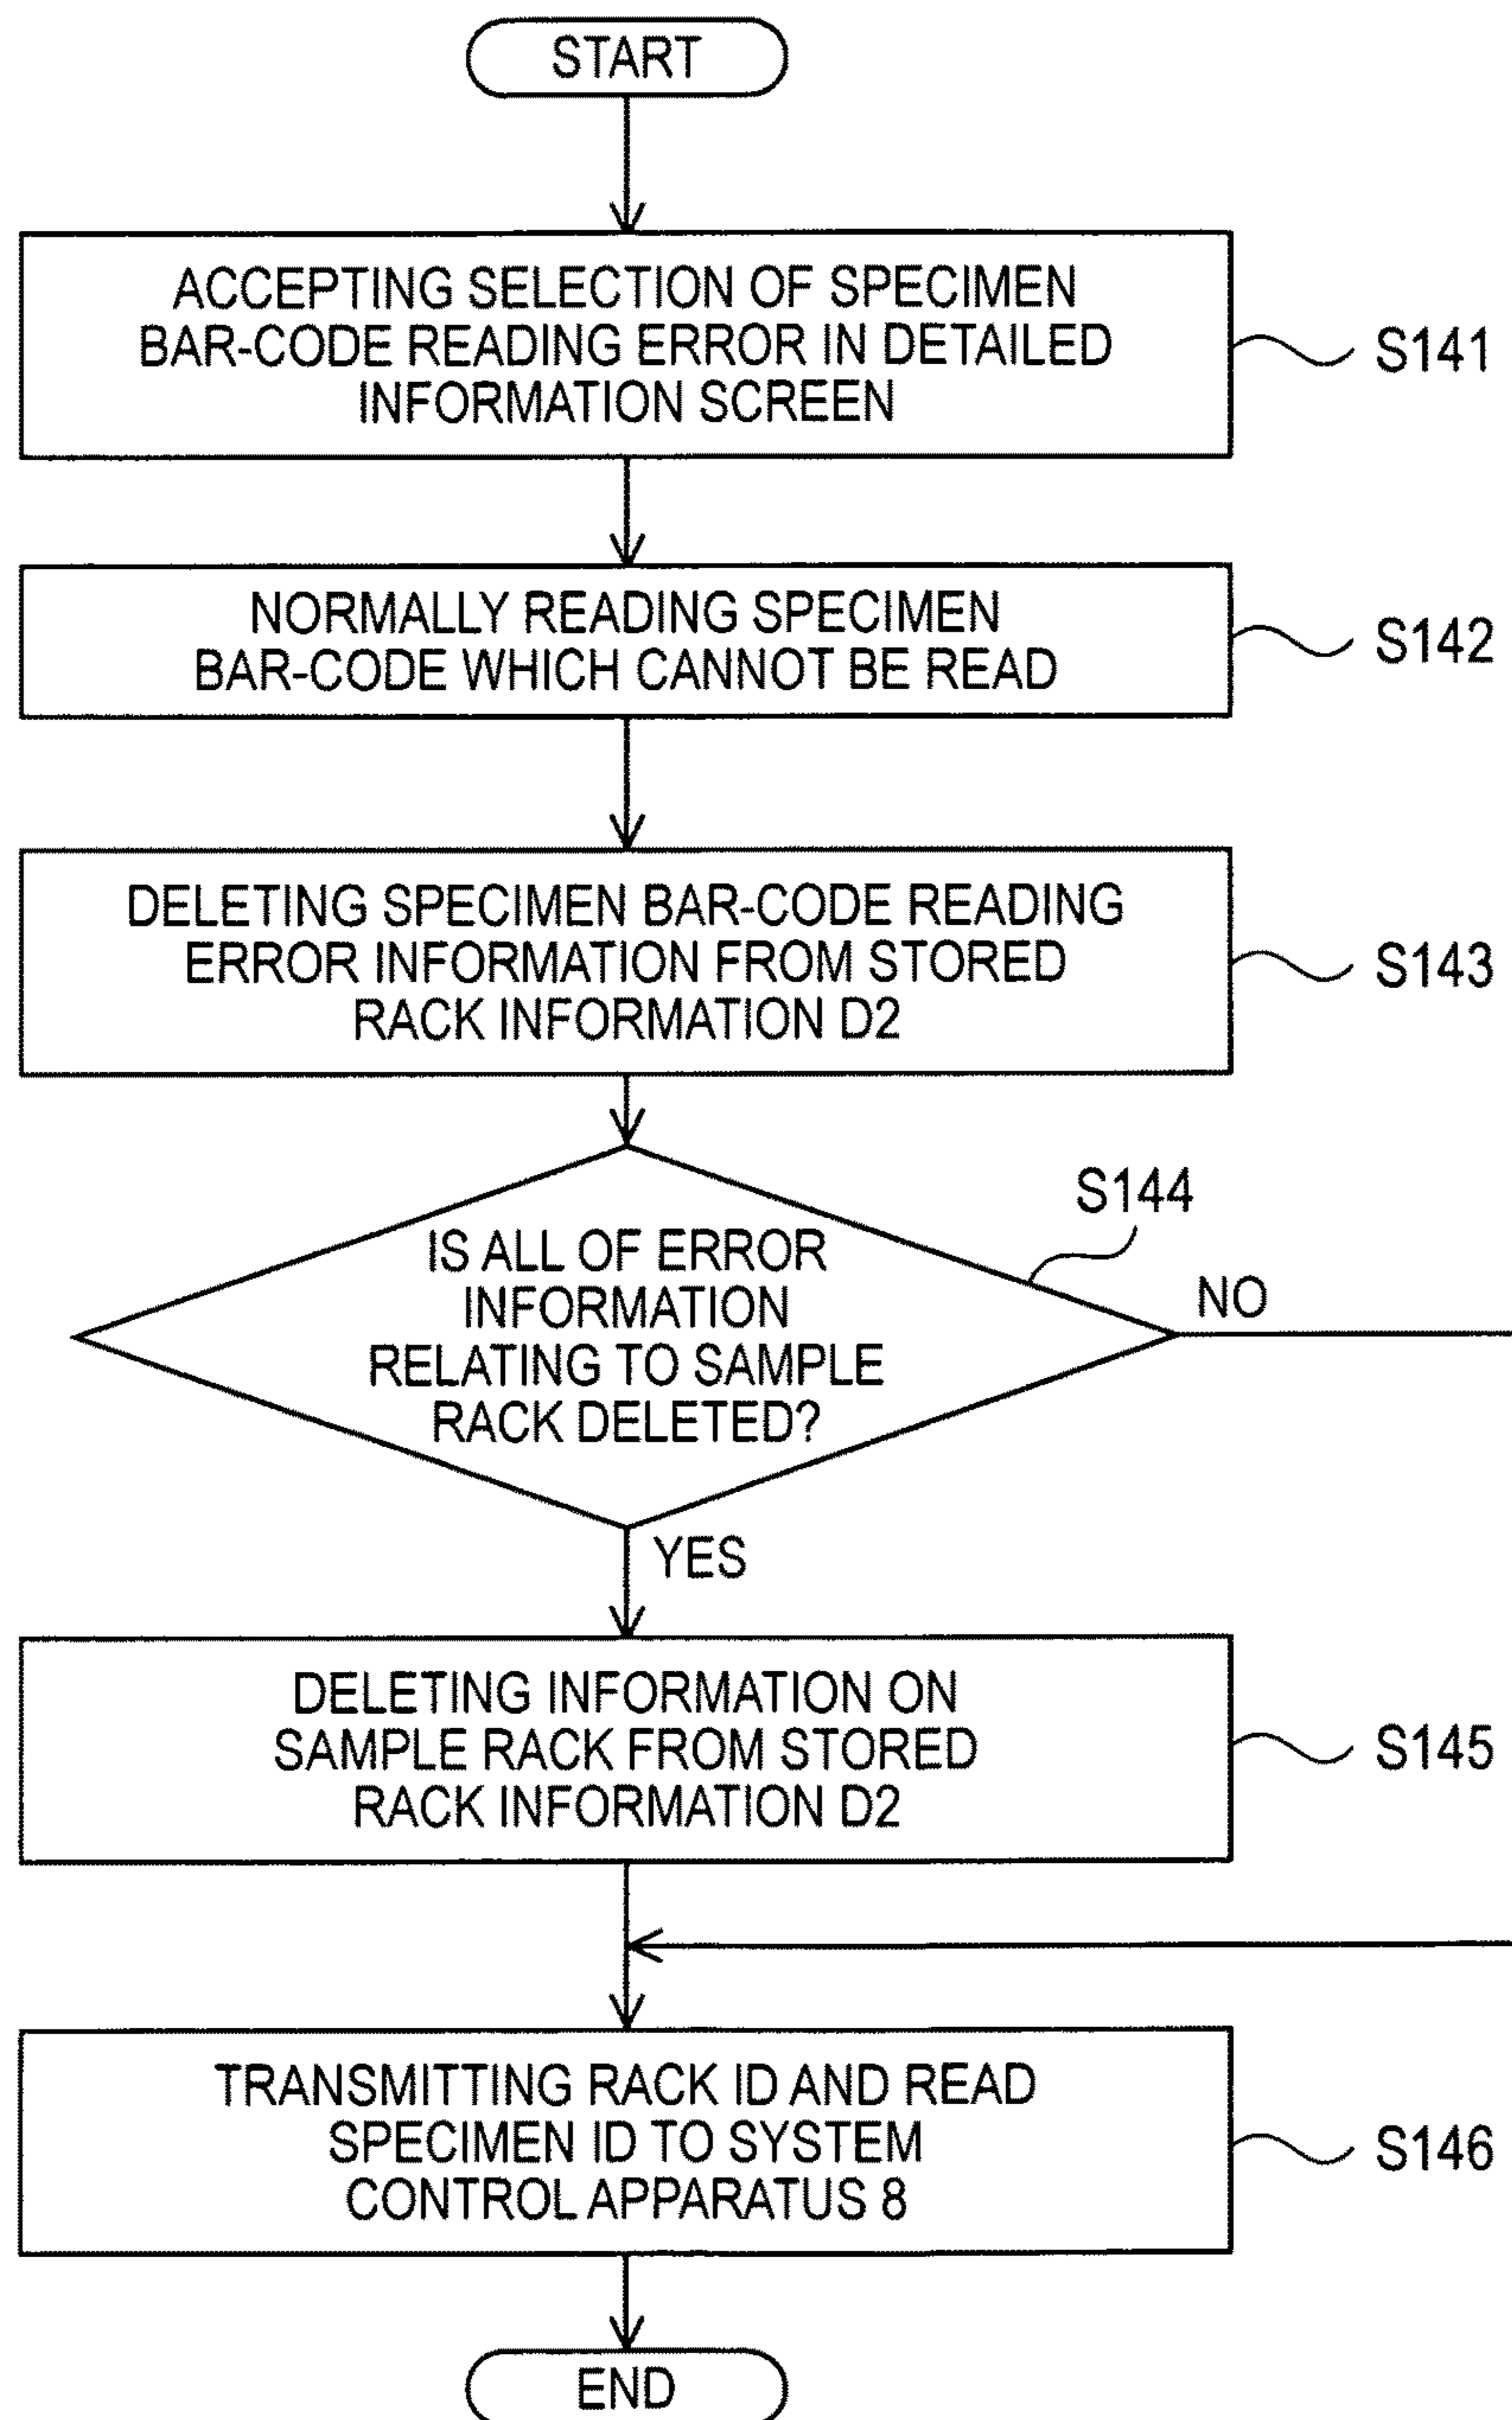 START
ACCEPTING SELECTION OF SPECIMEN
BAR-CODE READING ERROR IN DETAILED
INFORMATION SCREEN
S141
NORMALLY READING SPECIMEN
BAR-CODE WHICH CANNOT BE READ
S142
DELETING SPECIMEN BAR-CODE READING
ERROR INFORMATION FROM STORED
RACK INFORMATION D2
S143
S144
IS ALL OF ERROR
INFORMATION
RELATING TO SAMPLE
RACK DELETED?
NO
YES
DELETING INFORMATION ON
SAMPLE RACK FROM STORED
RACK INFORMATION D2
S145
TRANSMITTING RACK ID AND READ
SPECIMEN ID TO SYSTEM
CONTROL APPARATUS 8
S146
END